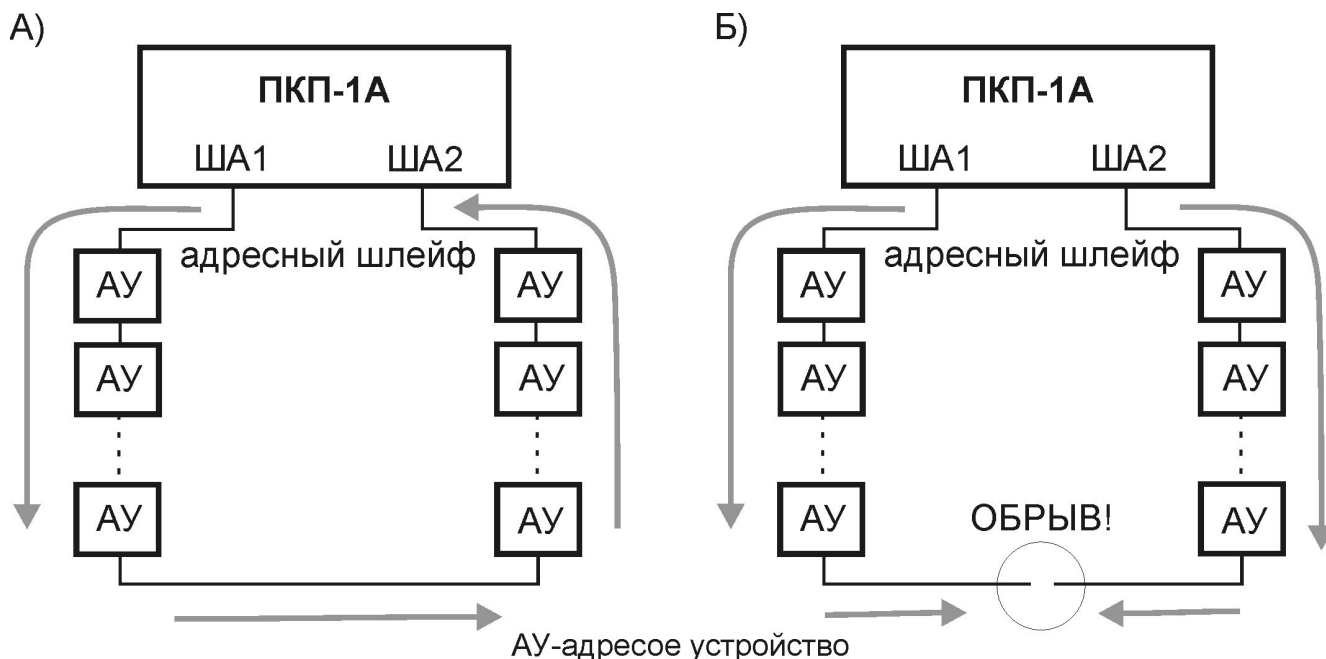 А)
ПКП-1А
ША1 ША2
адресный шлейф
АУ АУ
АУ АУ
АУ АУ
Б)
ПКП-1А
ША1 ША2
адресный шлейф
АУ АУ
АУ АУ
АУ АУ
ОБРЫВ!
АУ-адресое устройство